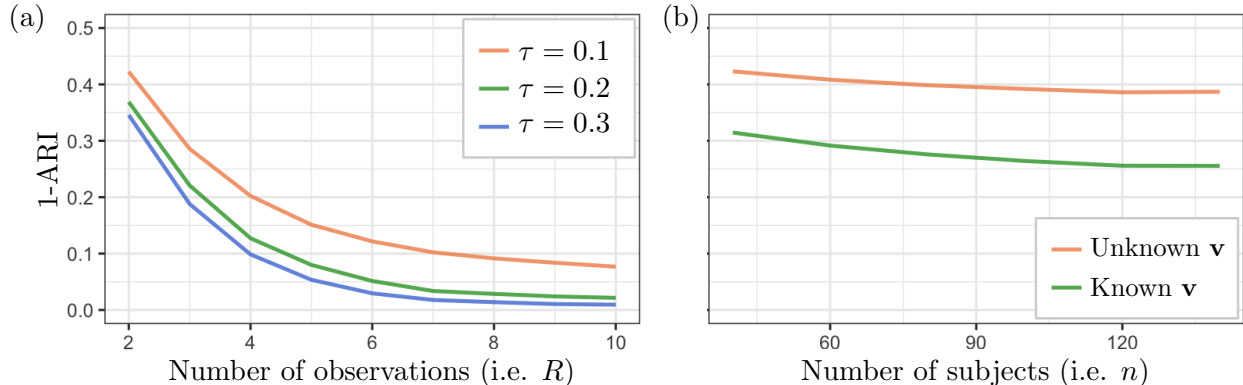 (a)
0.5
0.4
0.3
0.2
0.1
0.0
1-ARI
τ = 0.1
τ = 0.2
τ = 0.3
2 4 6 8 10
Number of observations (i.e. R)
(b)
Unknown v
Known v
60 90 120
Number of subjects (i.e. n)